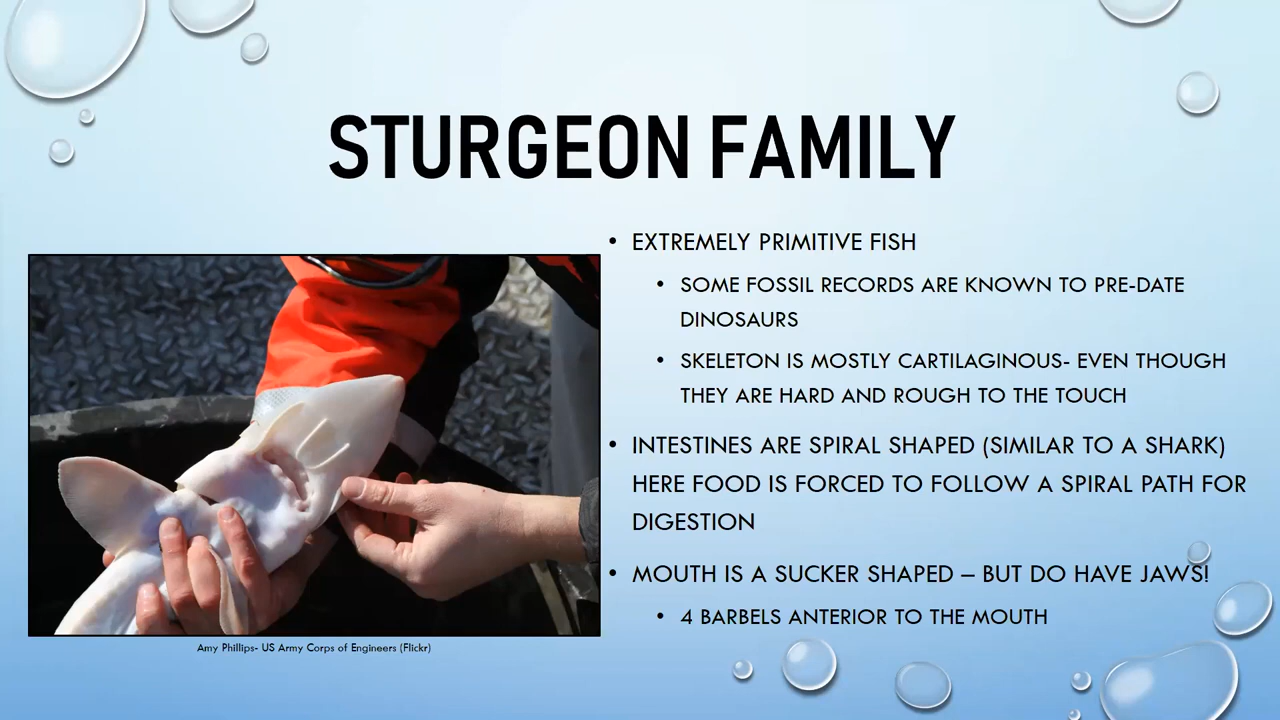 STURGEON FAMILY
• EXTREMELY PRIMITIVE FISH
• SOME FOSSIL RECORDS ARE KNOWN TO PRE-DATE
DINOSAURS
• SKELETON IS MOSTLY CARTILAGINOUS- EVEN THOUGH
THEY ARE HARD AND ROUGH TO THE TOUCH
• INTESTINES ARE SPIRAL SHAPED (SIMILAR TO A SHARK)
HERE FOOD IS FORCED TO FOLLOW A SPIRAL PATH FOR
DIGESTION
• MOUTH IS A SUCKER SHAPED – BUT DO HAVE JAWS!
• 4 BARBELS ANTERIOR TO THE MOUTH
Amy Phillips- US Army Corps of Engineers (Flickr)